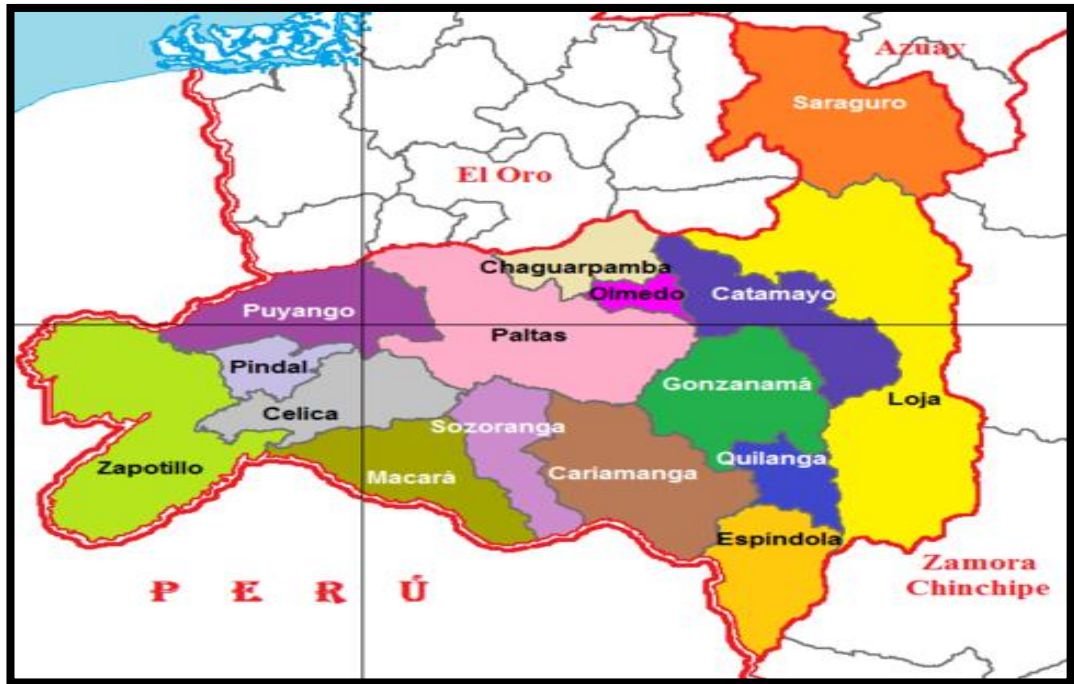 Azuay
Saraguro
El Oro
Chaguarpamba
Olmedo
Catamayo
Puyango
Paltas
Pindal
Gonzanamá
Loja
Celica
Sozoranga
Quilanga
Zapotillo
Macará
Cariamanga
Espíndola
Zamora
Chinchipe
P E R Ú